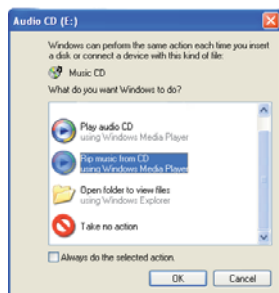 Audio CD (E:)
Windows can perform the same action each time you insert
a disk or connect a device with this kind of file:
Music CD
What do you want Windows to do?
Play audio CD
using Windows Media Player
Rip music from CD
using Windows Media Player
Open folder to view files
using Windows Explorer
Take no action
Always do the selected action.
OK
Cancel